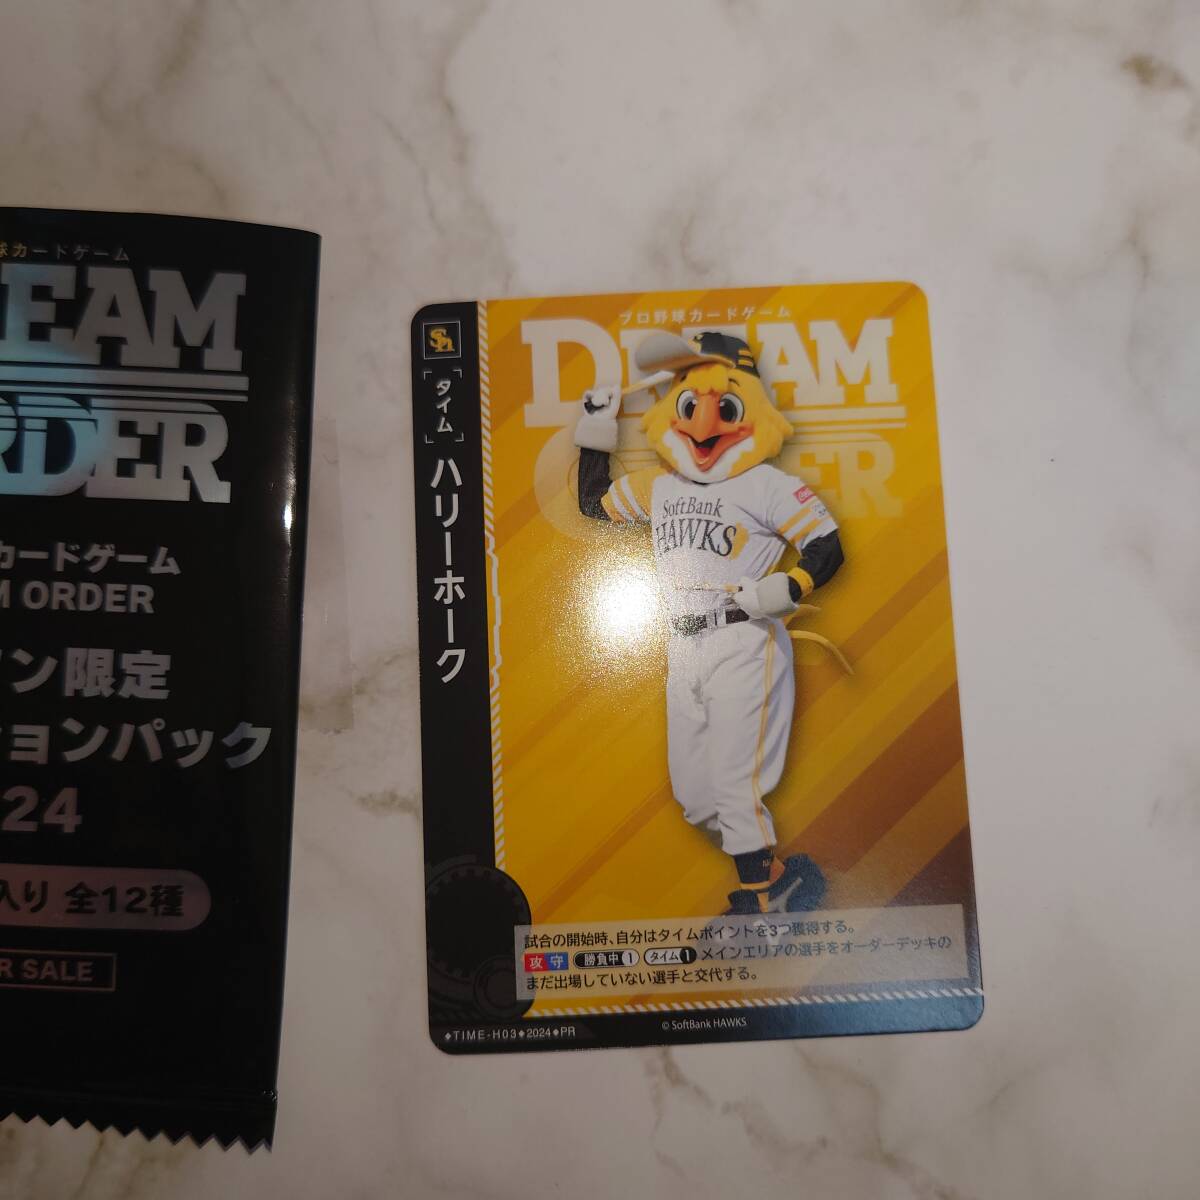 球カードゲーム
EAM
RDER
カードゲーム
M ORDER
ン限定
ションパック
24
入り 全12種
R SALE
タイム
ハリーホーク
プロ野球カードゲーム
DREAM
ORDER
SoftBank
HAWKS
試合の開始時、自分はタイムポイントを3つ獲得する。
攻 守 勝負中 1 タイム 1 メインエリアの選手をオーダーデッキの
まだ出場していない選手と交代する。
◆TIME-H03◆2024◆PR
© SoftBank HAWKS